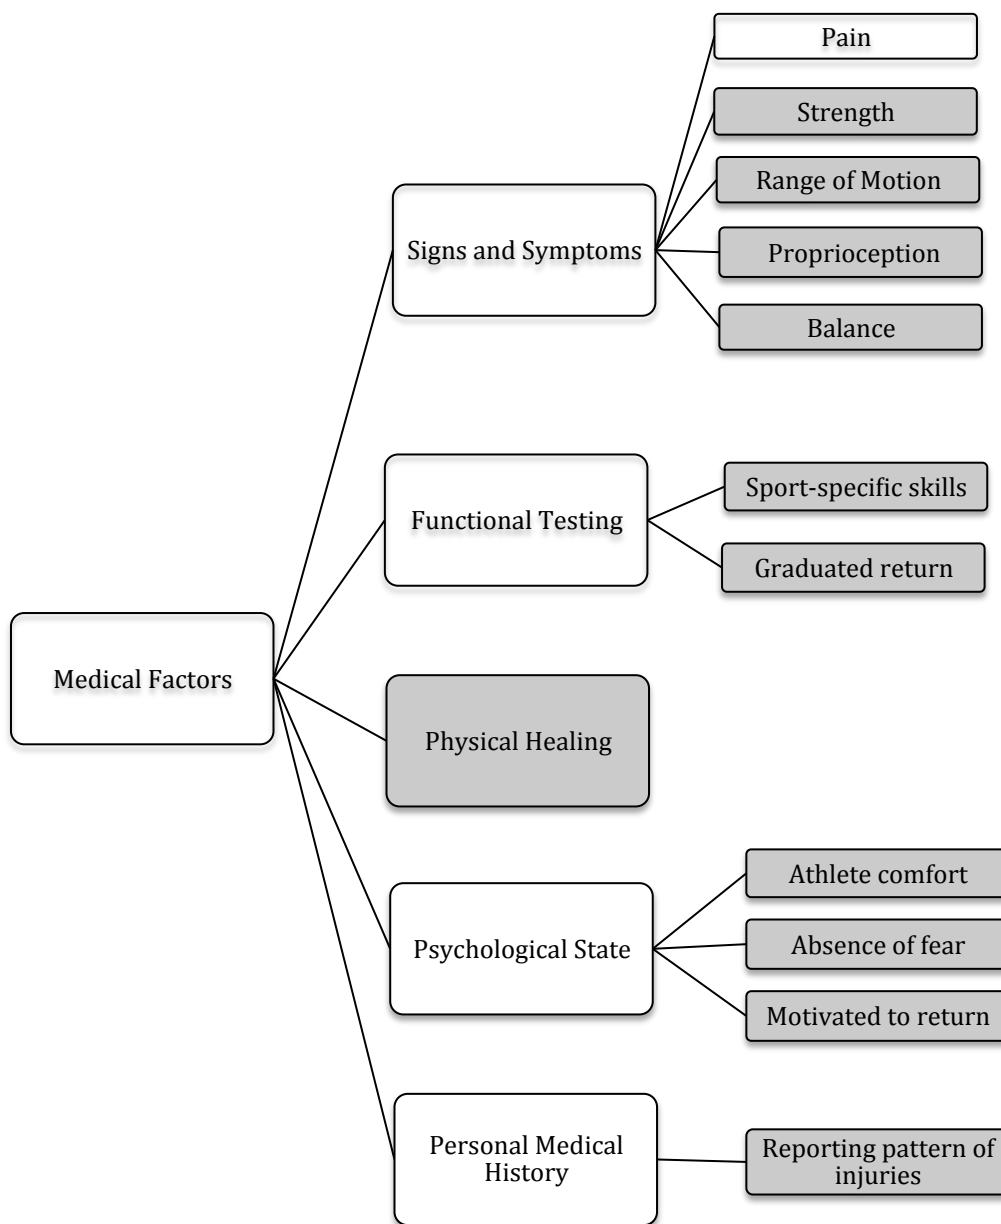 Pain
Strength
Range of Motion
Signs and Symptoms
Proprioception
Balance
Sport-specific skills
Functional Testing
Graduated return
Medical Factors
Physical Healing
Athlete comfort
Psychological State
Absence of fear
Motivated to return
Personal Medical
History
Reporting pattern of
injuries